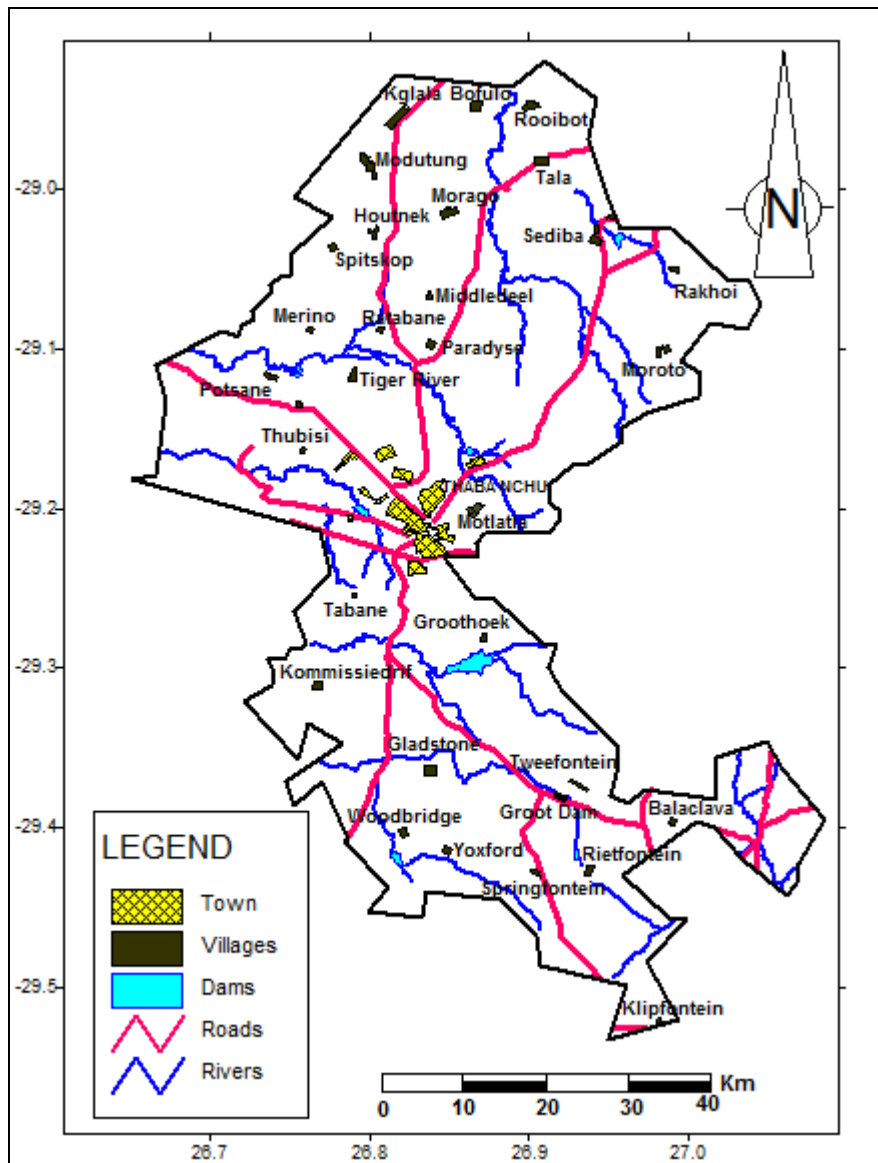 Kglala Bofulo
Rooibot
Modutung
Tala
-29.0
Morago
Houtnek
N
Sediba
Spitskop
Rakhoi
Middledeel
Merino
Ratabane
Paradyse
-29.1
Moroto
Potsane
Tiger River
Thubisi
THABA NCHU
-29.2
Motlatla
Tabane
Groothoek
-29.3
Kommissiedrif
Gladstone
Tweefontein
Woodbridge
Groot Dam
Balaclava
-29.4
LEGEND
Yoxford
Rietfontein
Springfontein
Town
Villages
Dams
-29.5
Klipfontein
Roads
Rivers
Km
0 10 20 30 40
26.7 26.8 26.9 27.0